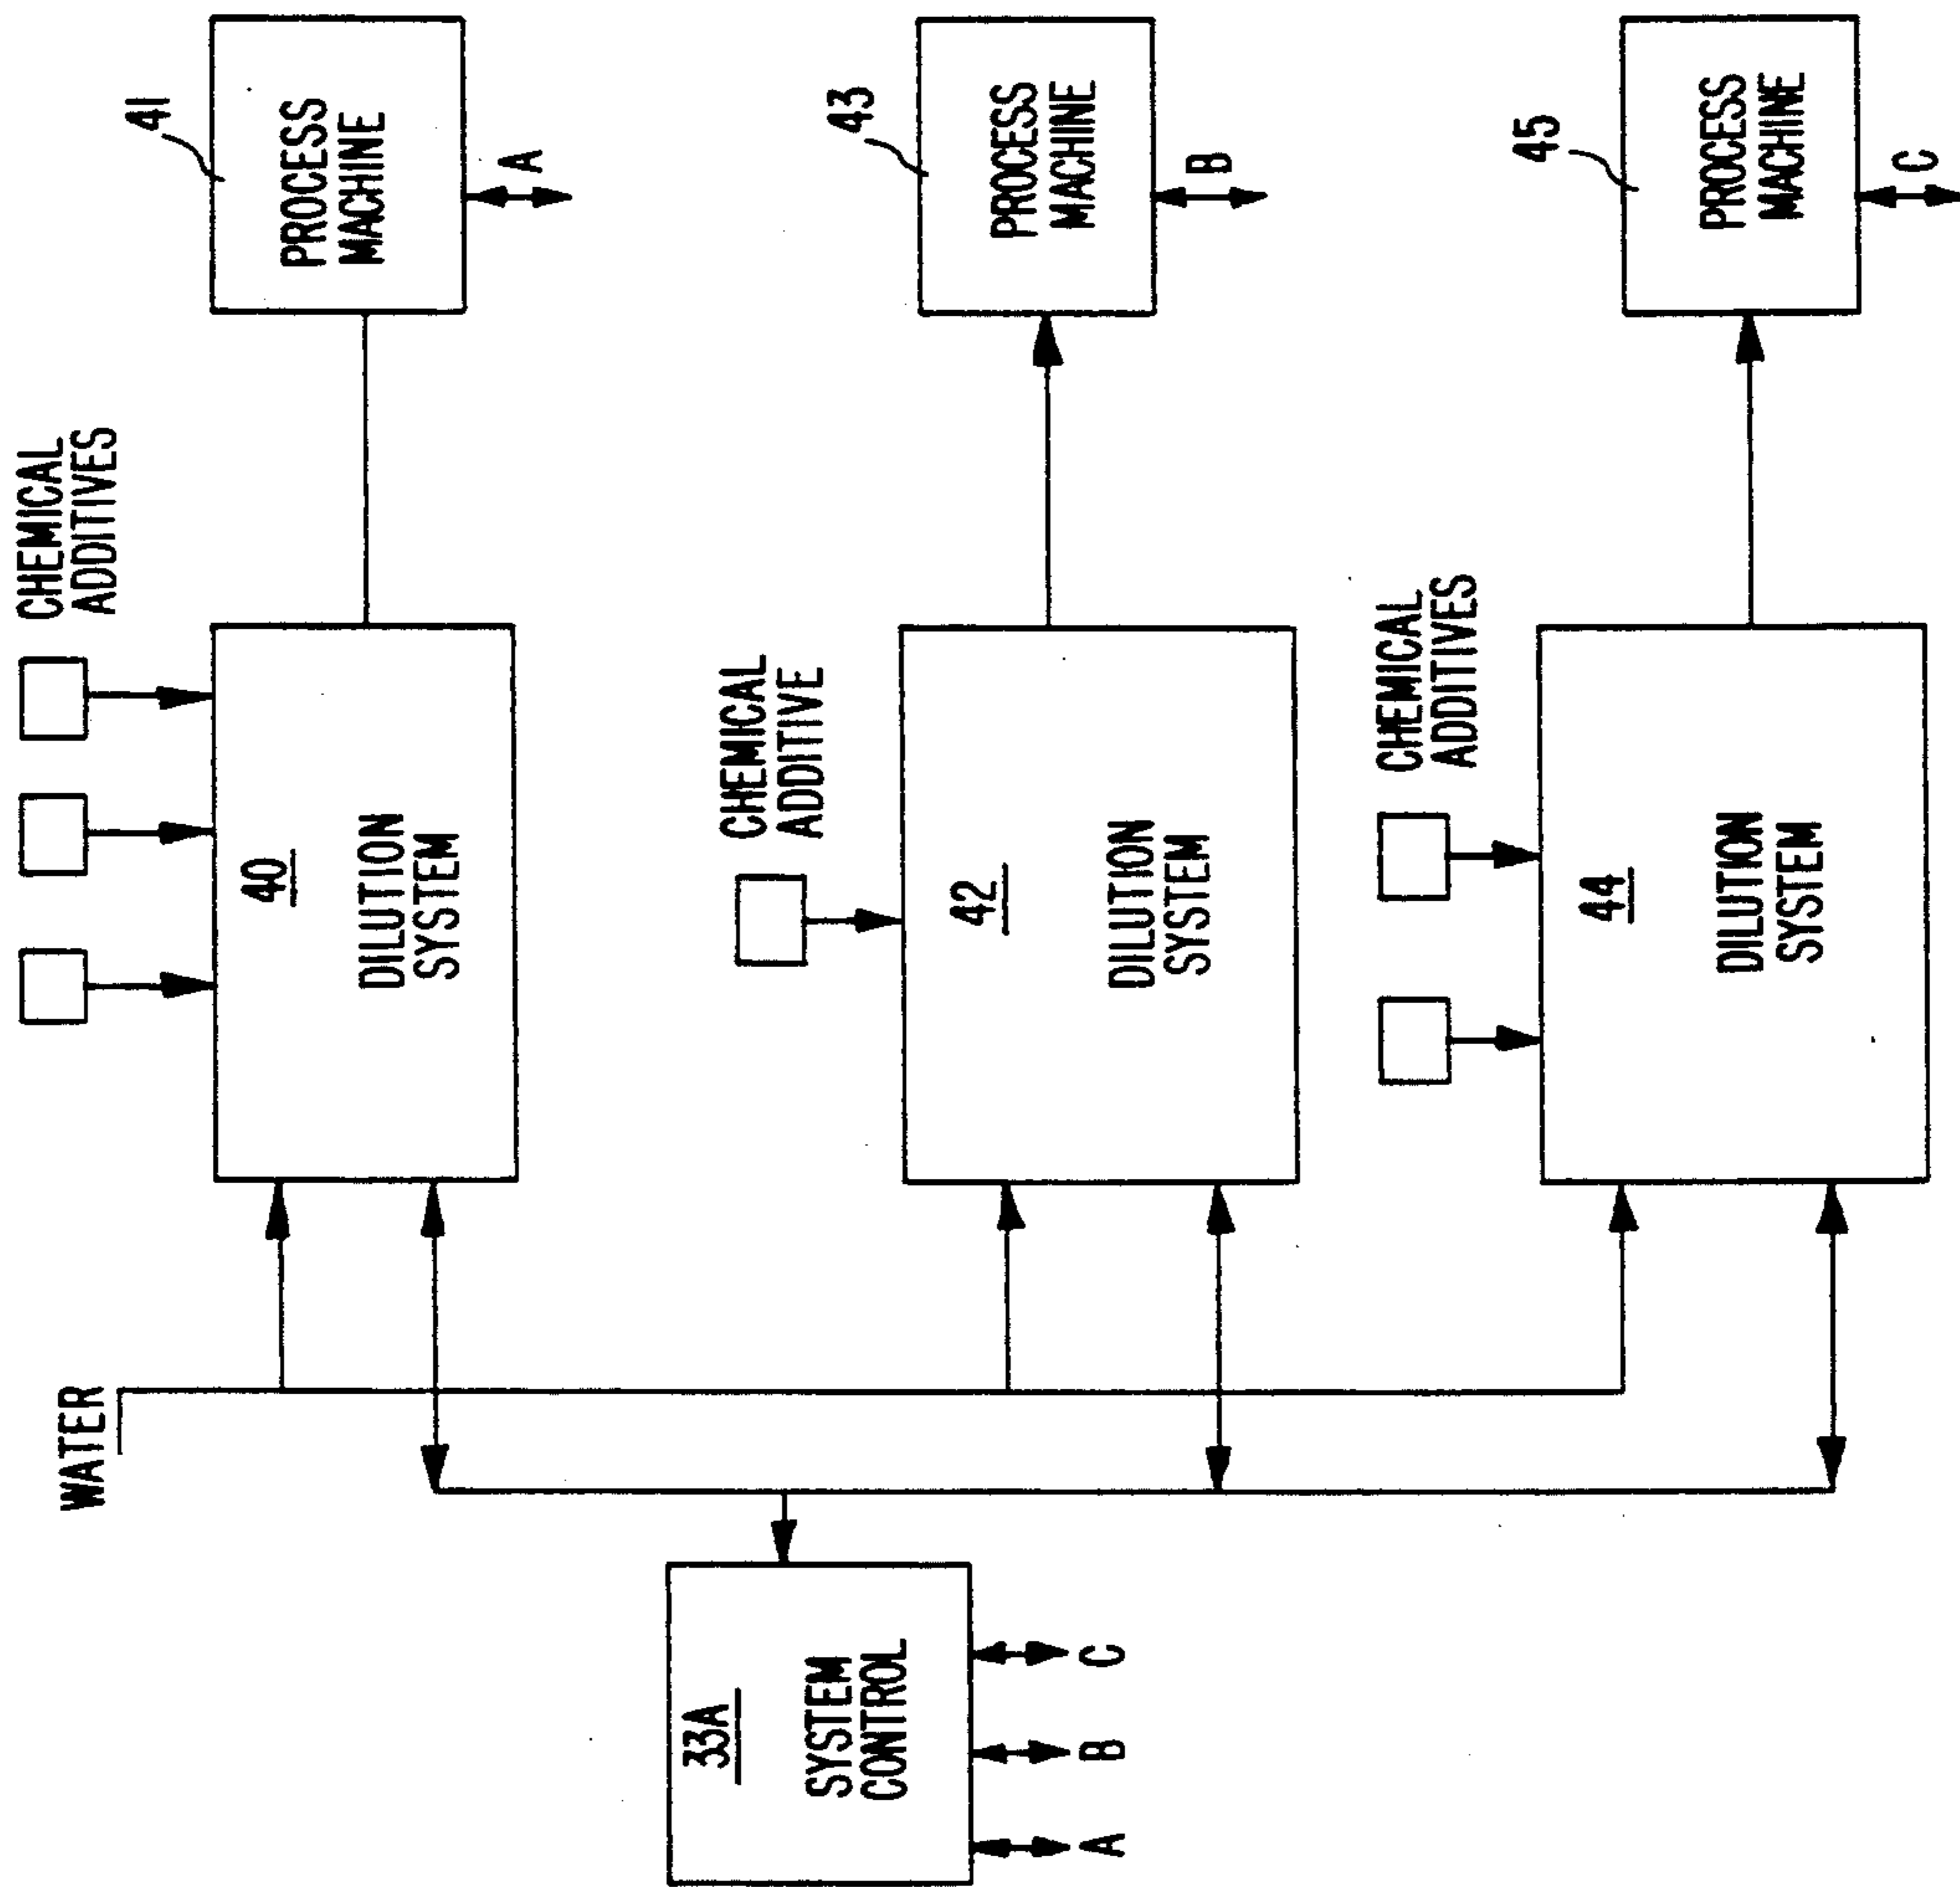 WATER
33A
SYSTEM
CONTROL
A
B
C
CHEMICAL
ADDITIVES
40
DILUTION
SYSTEM
41
PROCESS
MACHINE
A
CHEMICAL
ADDITIVE
42
DILUTION
SYSTEM
43
PROCESS
MACHINE
B
CHEMICAL
ADDITIVES
44
DILUTION
SYSTEM
45
PROCESS
MACHINE
C